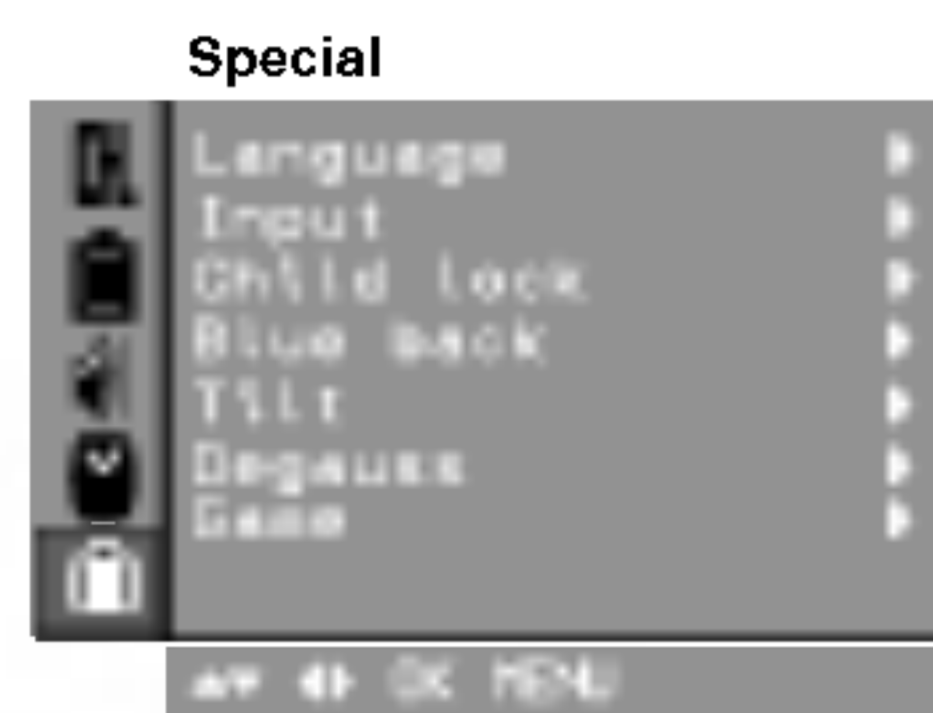 Special
Language
Input
Child lock
Blue back
Tilt
Degauss
Game
OK MENU